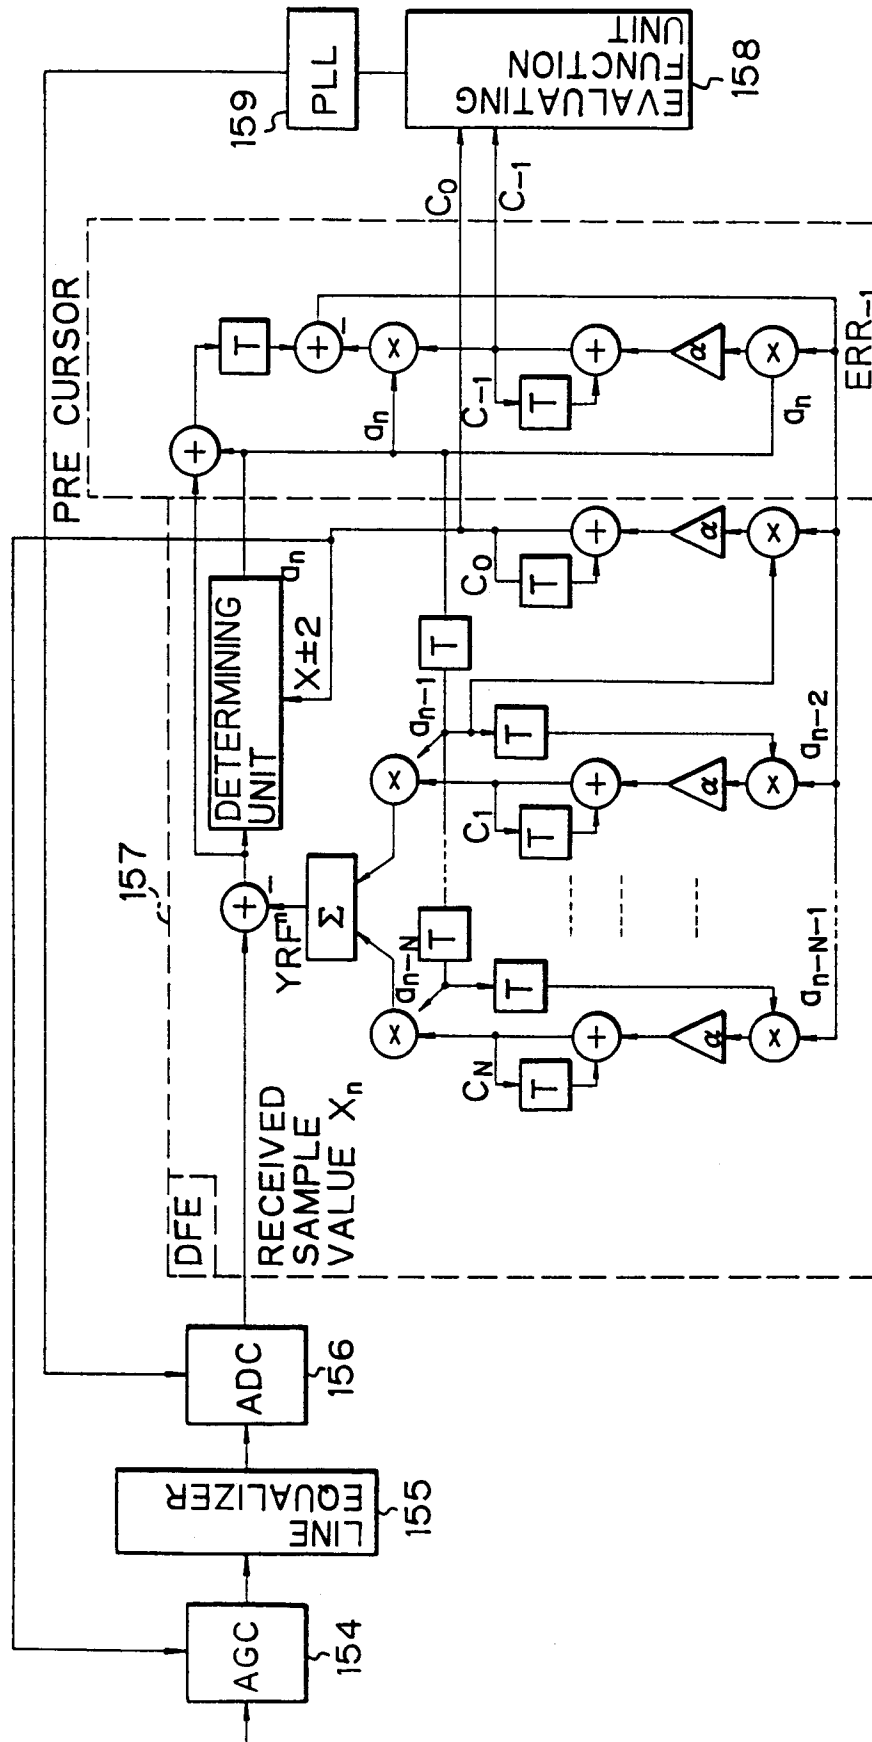 AGC
154
LINE
EQUALIZER
155
ADC
156
DFE
RECEIVED
SAMPLE
VALUE Xn
157
YRFn
+
-
Σ
DETERMINING
UNIT
an
X±2
PRE CURSOR
+
T
+
-
×
an
T
an-1
T
an-N
×
×
CN
T
+
α
×
T
an-N-1
C1
T
+
α
×
T
an-2
C0
T
+
α
×
C-1
T
+
α
×
an
ERR-1
C0
C-1
159
PLL
EVALUATING
FUNCTION
UNIT
158